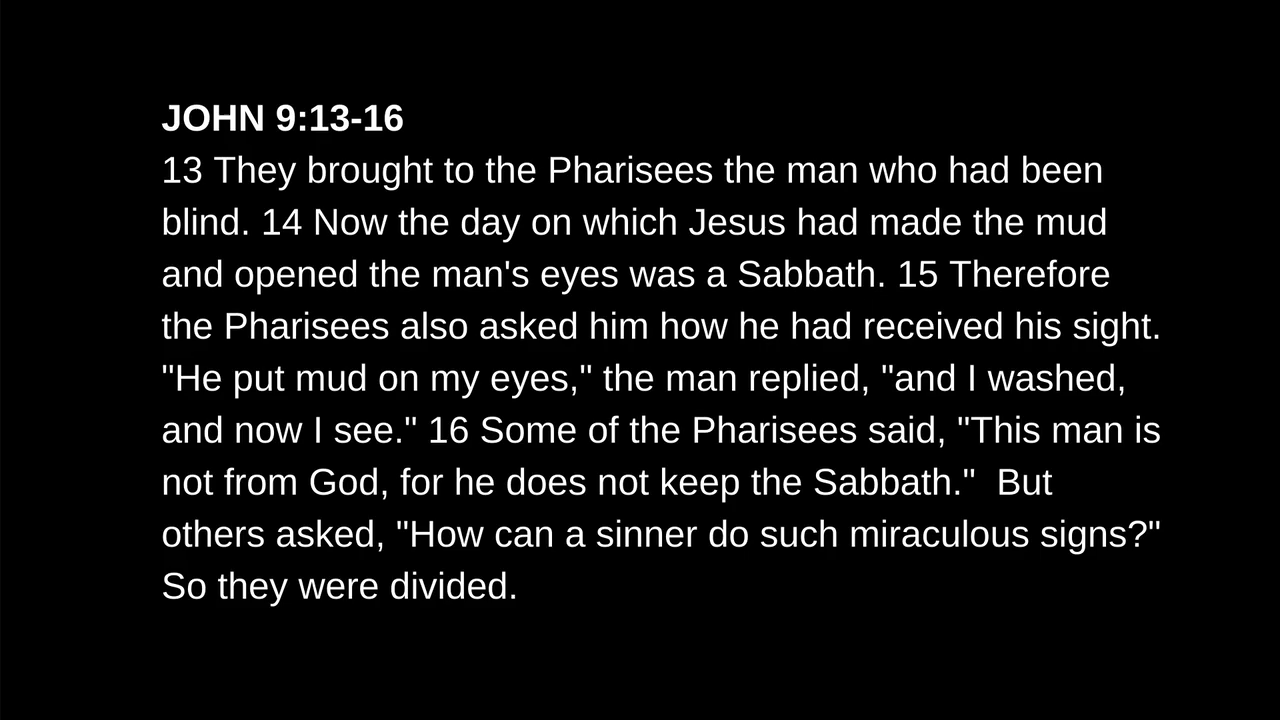 JOHN 9:13-16
13 They brought to the Pharisees the man who had been
blind. 14 Now the day on which Jesus had made the mud
and opened the man's eyes was a Sabbath. 15 Therefore
the Pharisees also asked him how he had received his sight.
"He put mud on my eyes," the man replied, "and I washed,
and now I see." 16 Some of the Pharisees said, "This man is
not from God, for he does not keep the Sabbath."  But
others asked, "How can a sinner do such miraculous signs?"
So they were divided.